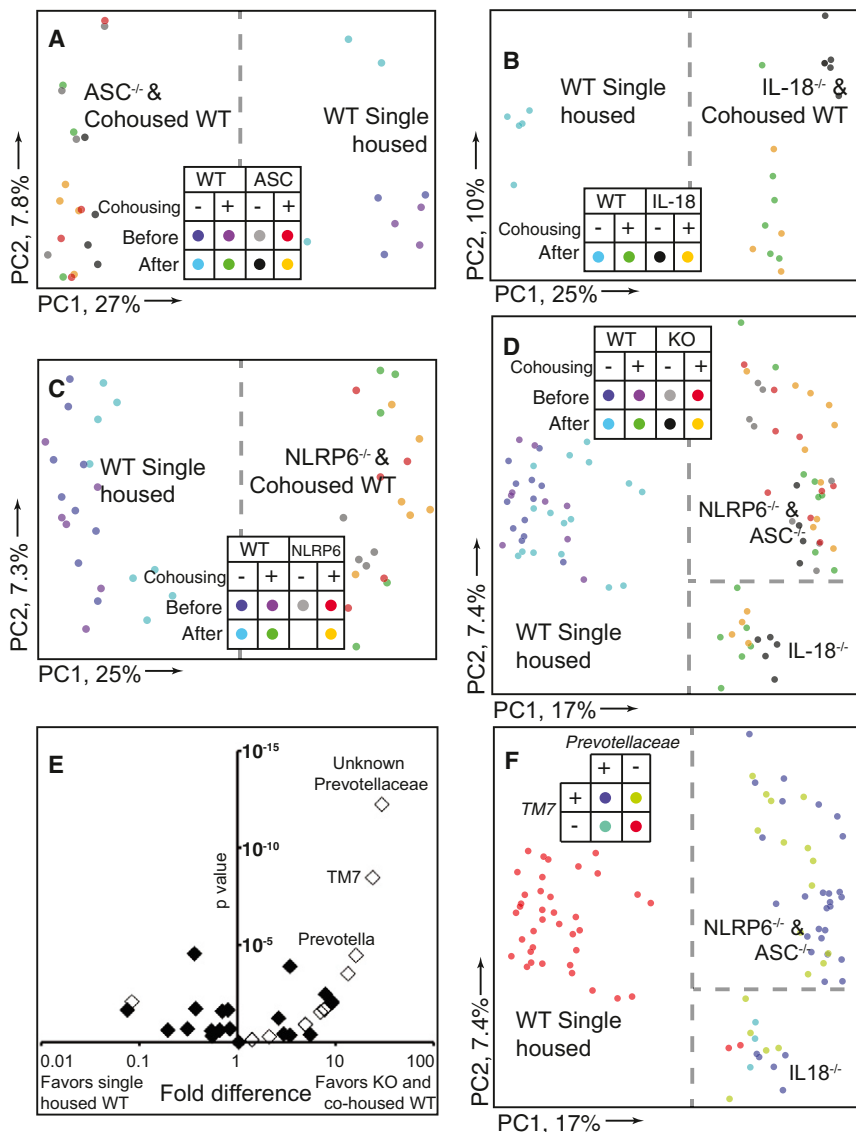 A
ASC-/- &
Cohoused WT
WT Single
housed
WT ASC
Cohousing - + - +
Before
After
PC2, 7.8%
PC1, 27%
B
WT Single
housed
IL-18-/- &
Cohoused WT
WT IL-18
Cohousing - + - +
After
PC2, 10%
PC1, 25%
C
WT Single
housed
NLRP6-/- &
Cohoused WT
WT NLRP6
Cohousing - + - +
Before
After
PC2, 7.3%
PC1, 25%
D
WT KO
Cohousing - + - +
Before
After
NLRP6-/- &
ASC-/-
WT Single
housed
IL-18-/-
PC2, 7.4%
PC1, 17%
E
10-15
Unknown
Prevotellaceae
p value
10-10
TM7
Prevotella
10-5
0.01 0.1 1.0 10 100
Favors single
housed WT
Fold difference
Favors KO and
co-housed WT
F
Prevotellaceae
+ -
TM7 +
-
NLRP6-/- &
ASC-/-
WT Single
housed
IL18-/-
PC2, 7.4%
PC1, 17%